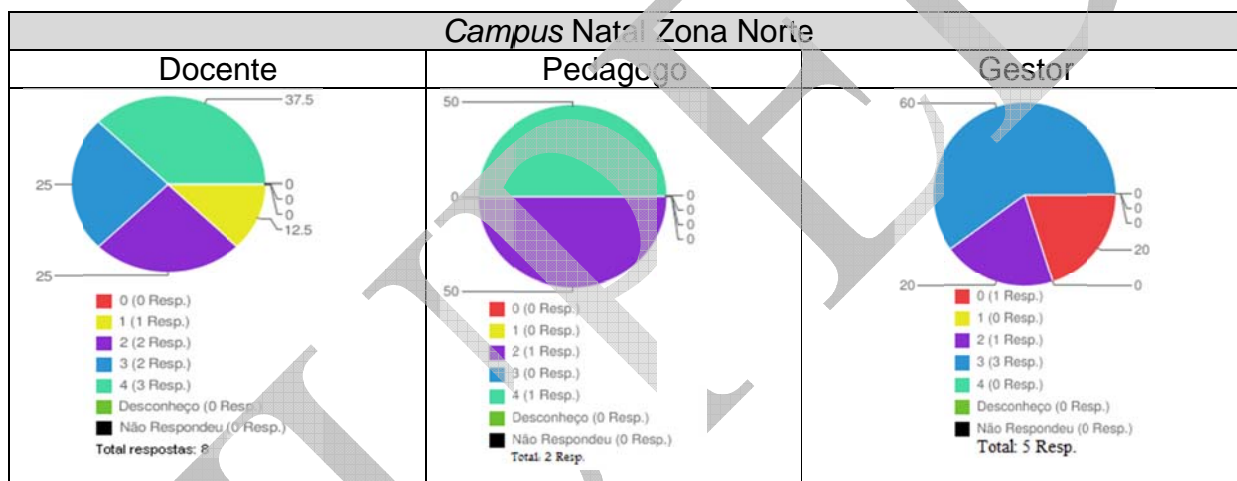 Campus Natal Zona Norte
Docente
Pedagogo
Gestor
37.5
25
25
0
0
0
12.5
0 (0 Resp.)
1 (1 Resp.)
2 (2 Resp.)
3 (2 Resp.)
4 (3 Resp.)
Desconheço (0 Resp.)
Não Respondeu (0 Resp.)
Total respostas: 8
50
0
50
0
0
0
0
0 (0 Resp.)
1 (0 Resp.)
2 (1 Resp.)
3 (0 Resp.)
4 (1 Resp.)
Desconheço (0 Resp.)
Não Respondeu (0 Resp.)
Total: 2 Resp.
60
20
0
0
0
20
0
0 (1 Resp.)
1 (0 Resp.)
2 (1 Resp.)
3 (3 Resp.)
4 (0 Resp.)
Desconheço (0 Resp.)
Não Respondeu (0 Resp.)
Total: 5 Resp.